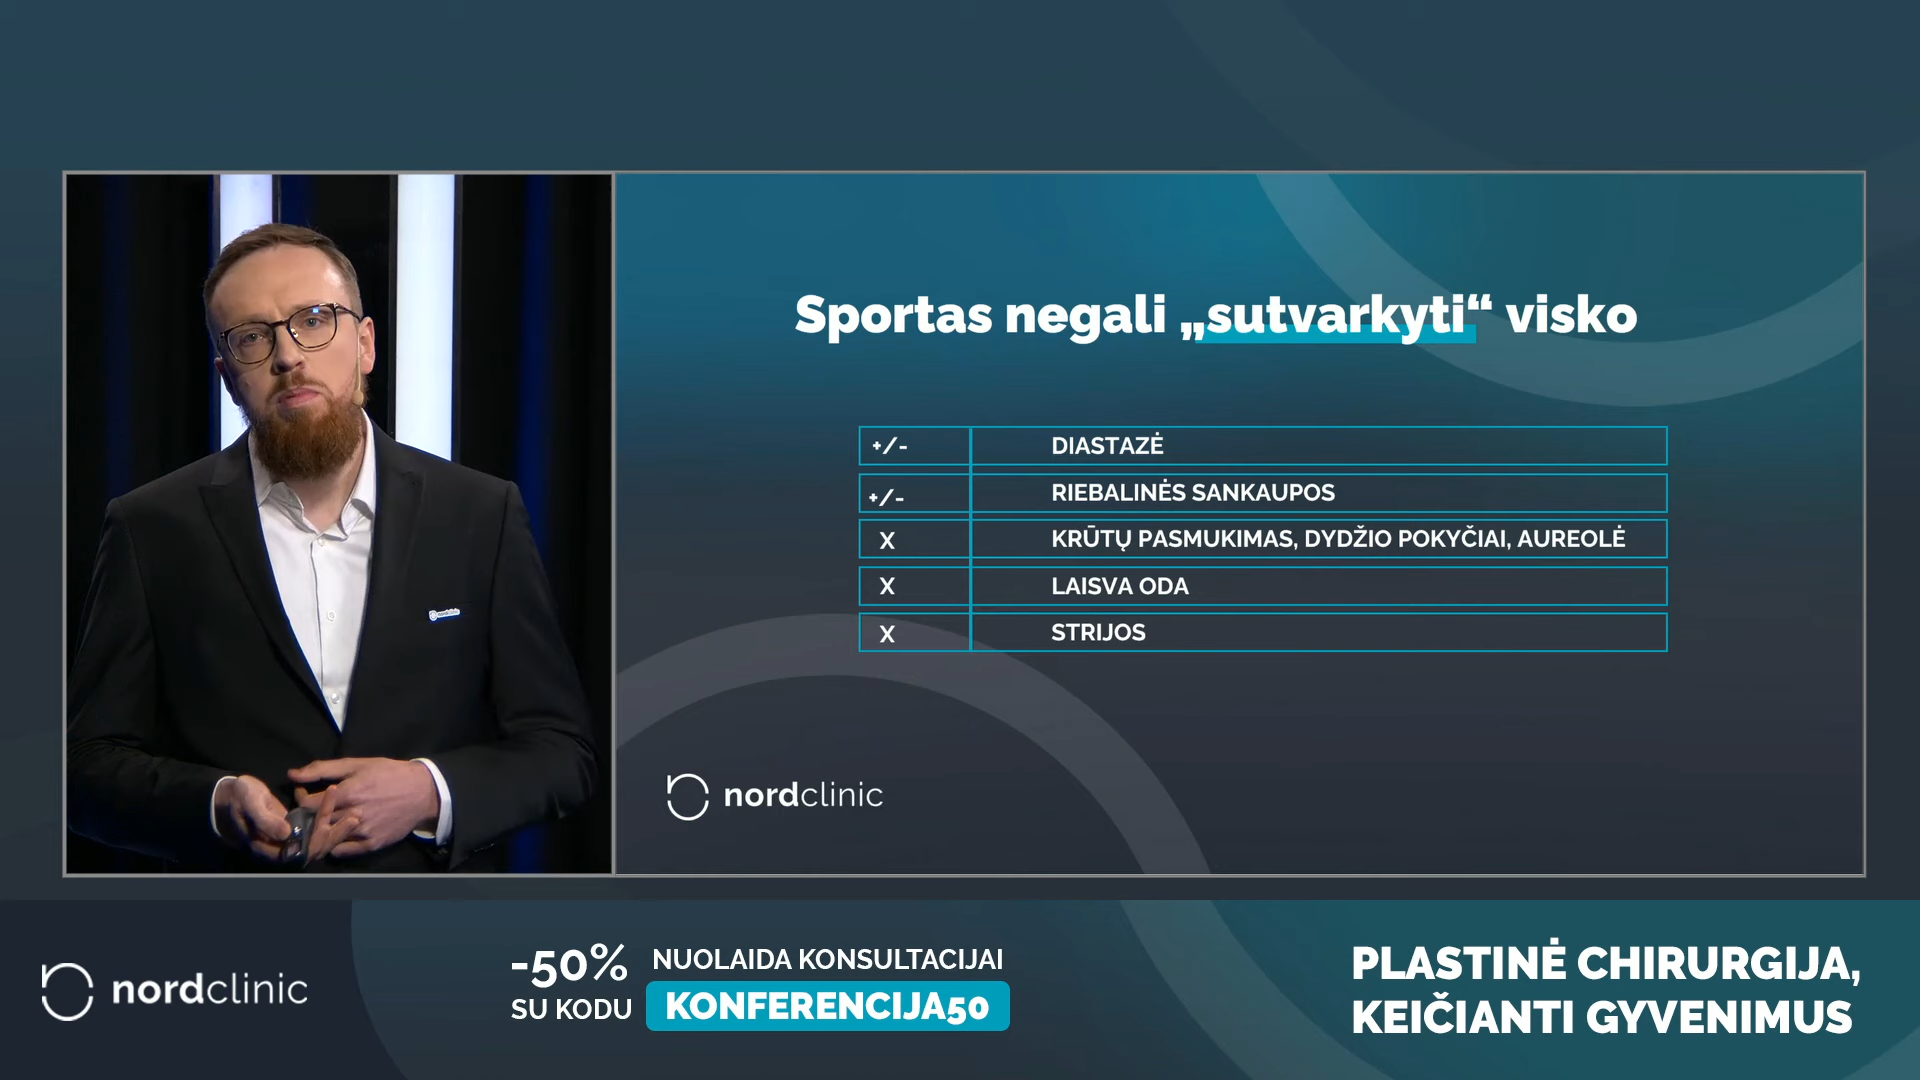 Sportas negali „sutvarkyti“ visko
+/- DIASTAZĖ
+/- RIEBALINĖS SANKAUPOS
X KRŪTŲ PASMUKIMAS, DYDŽIO POKYČIAI, AUREOLĖ
X LAISVA ODA
X STRIJOS
nordclinic
nordclinic
-50% NUOLAIDA KONSULTACIJAI
SU KODU KONFERENCIJA50
PLASTINĖ CHIRURGIJA,
KEIČIANTI GYVENIMUS